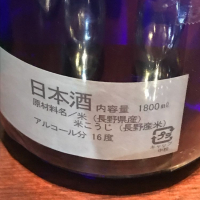 日本酒 内容量 1800ml
原材料名/米(長野県産)
米こうじ(長野県産米)
アルコール分 16度